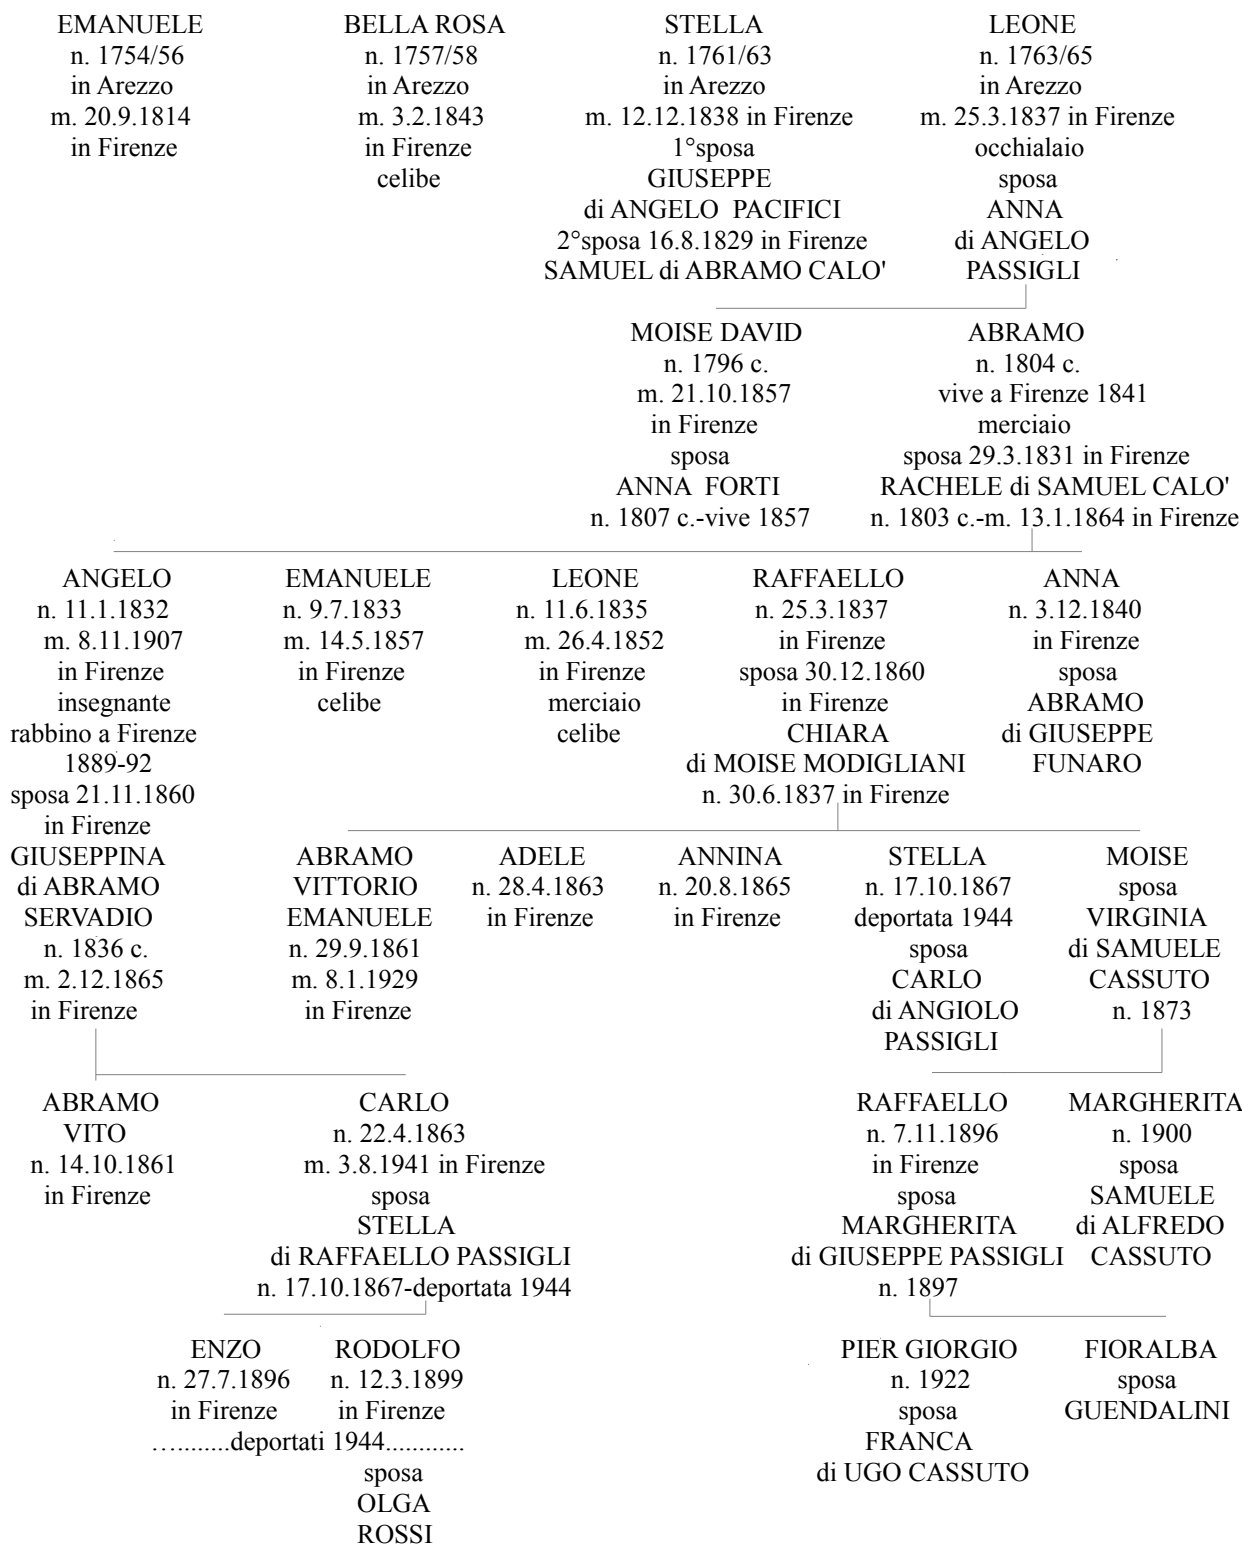 EMANUELE
n. 1754/56
in Arezzo
m. 20.9.1814
in Firenze
BELLA ROSA
n. 1757/58
in Arezzo
m. 3.2.1843
in Firenze
celibe
STELLA
n. 1761/63
in Arezzo
m. 12.12.1838 in Firenze
1°sposa
GIUSEPPE
di ANGELO PACIFICI
2°sposa 16.8.1829 in Firenze
SAMUEL di ABRAMO CALO'
LEONE
n. 1763/65
in Arezzo
m. 25.3.1837 in Firenze
occhialaio
sposa
ANNA
di ANGELO
PASSIGLI
MOISE DAVID
n. 1796 c.
m. 21.10.1857
in Firenze
sposa
ANNA FORTI
n. 1807 c.-vive 1857
ABRAMO
n. 1804 c.
vive a Firenze 1841
merciaio
sposa 29.3.1831 in Firenze
RACHELE di SAMUEL CALO'
n. 1803 c.-m. 13.1.1864 in Firenze
ANGELO
n. 11.1.1832
m. 8.11.1907
in Firenze
insegnante
rabbino a Firenze
1889-92
sposa 21.11.1860
in Firenze
GIUSEPPINA
di ABRAMO
SERVADIO
n. 1836 c.
m. 2.12.1865
in Firenze
EMANUELE
n. 9.7.1833
m. 14.5.1857
in Firenze
celibe
LEONE
n. 11.6.1835
m. 26.4.1852
in Firenze
merciaio
celibe
RAFFAELLO
n. 25.3.1837
in Firenze
sposa 30.12.1860
in Firenze
CHIARA
di MOISE MODIGLIANI
n. 30.6.1837 in Firenze
ANNA
n. 3.12.1840
in Firenze
sposa
ABRAMO
di GIUSEPPE
FUNARO
ABRAMO
VITTORIO
EMANUELE
n. 29.9.1861
m. 8.1.1929
in Firenze
ADELE
n. 28.4.1863
in Firenze
ANNINA
n. 20.8.1865
in Firenze
STELLA
n. 17.10.1867
deportata 1944
sposa
CARLO
di ANGIOLO
PASSIGLI
MOISE
sposa
VIRGINIA
di SAMUELE
CASSUTO
n. 1873
ABRAMO
VITO
n. 14.10.1861
in Firenze
CARLO
n. 22.4.1863
m. 3.8.1941 in Firenze
sposa
STELLA
di RAFFAELLO PASSIGLI
n. 17.10.1867-deportata 1944
RAFFAELLO
n. 7.11.1896
in Firenze
sposa
MARGHERITA
di GIUSEPPE PASSIGLI
n. 1897
MARGHERITA
n. 1900
sposa
SAMUELE
di ALFREDO
CASSUTO
ENZO
n. 27.7.1896
in Firenze
RODOLFO
n. 12.3.1899
in Firenze
…........deportati 1944............
sposa
OLGA
ROSSI
PIER GIORGIO
n. 1922
sposa
FRANCA
di UGO CASSUTO
FIORALBA
sposa
GUENDALINI